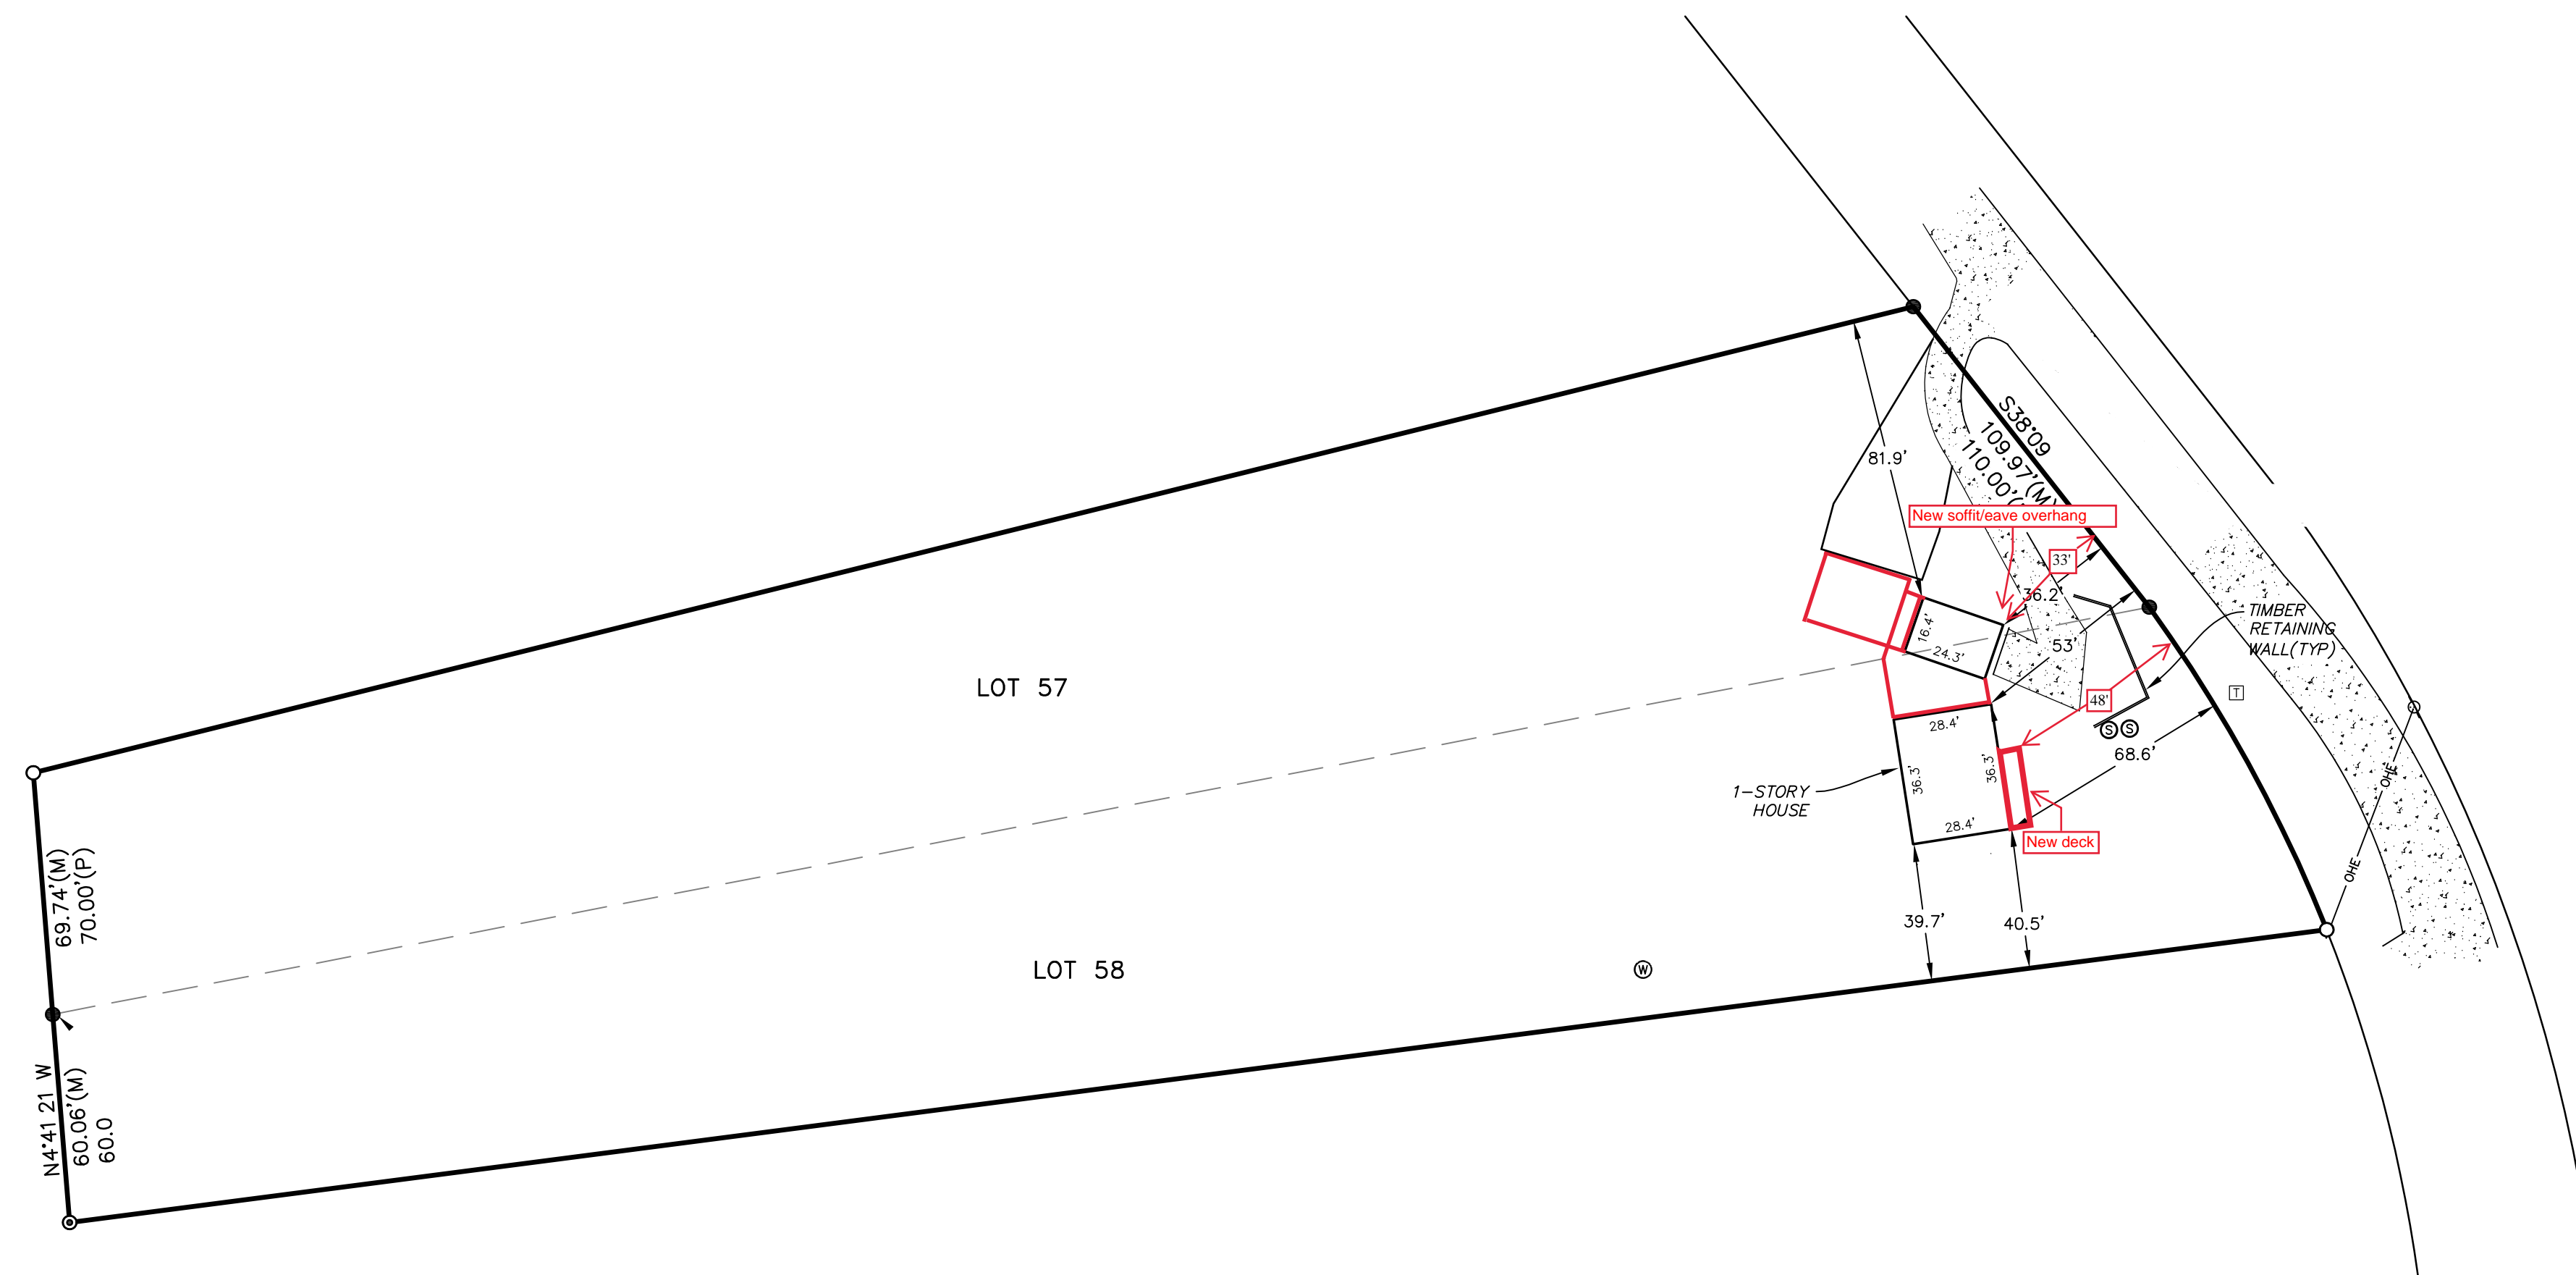 S38°09
109.97'(M)
110.00'(
81.9'
New soffit/eave overhang
33'
36.2'
TIMBER
RETAINING
WALL(TYP)
16.4'
24.3'
53'
LOT 57
T
48'
28.4'
S S
68.6'
36.3'
36.3'
OHE
1-STORY
HOUSE
28.4'
New deck
OHE
69.74'(M)
70.00'(P)
39.7'
40.5'
LOT 58
W
N4°41 21 W
60.06'(M)
60.0